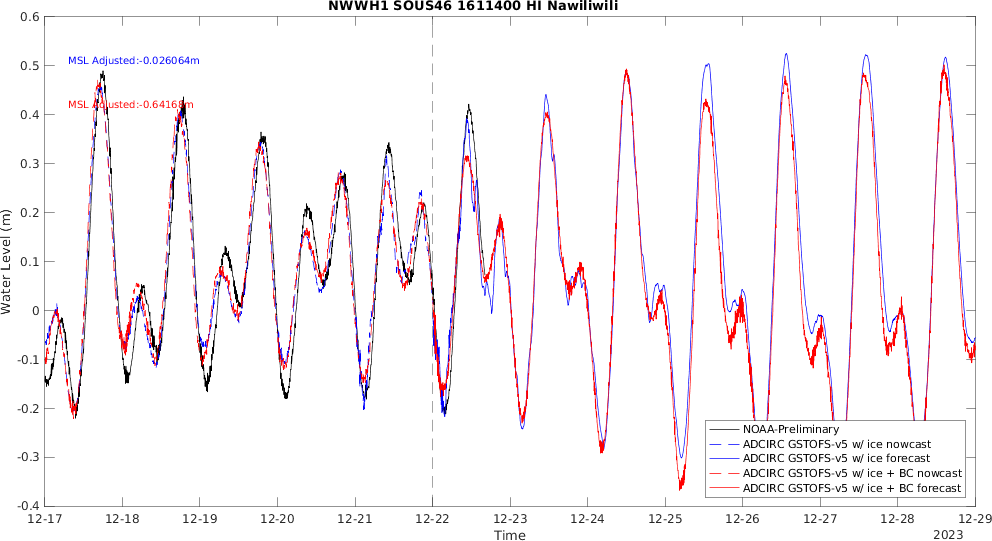 NWWH1 SOUS46 1611400 HI Nawiliwili
0.6
0.5
0.4
0.3
0.2
0.1
0
-0.1
-0.2
-0.3
-0.4
Water Level (m)
MSL Adjusted:-0.026064m
MSL Adjusted:-0.64168m
NOAA-Preliminary
ADCIRC GSTOFS-v5 w/ ice nowcast
ADCIRC GSTOFS-v5 w/ ice forecast
ADCIRC GSTOFS-v5 w/ ice + BC nowcast
ADCIRC GSTOFS-v5 w/ ice + BC forecast
12-17 12-18 12-19 12-20 12-21 12-22 12-23 12-24 12-25 12-26 12-27 12-28 12-29
Time
2023